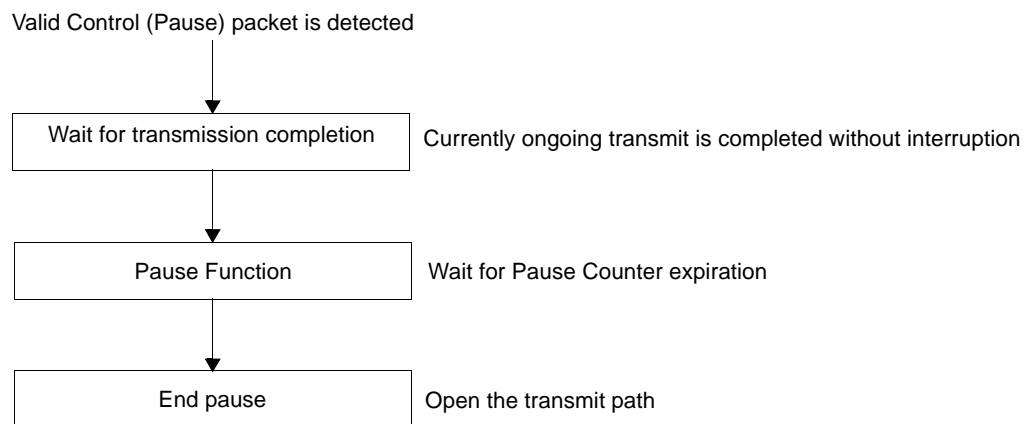 Valid Control (Pause) packet is detected
Wait for transmission completion
Currently ongoing transmit is completed without interruption
Pause Function
Wait for Pause Counter expiration
End pause
Open the transmit path